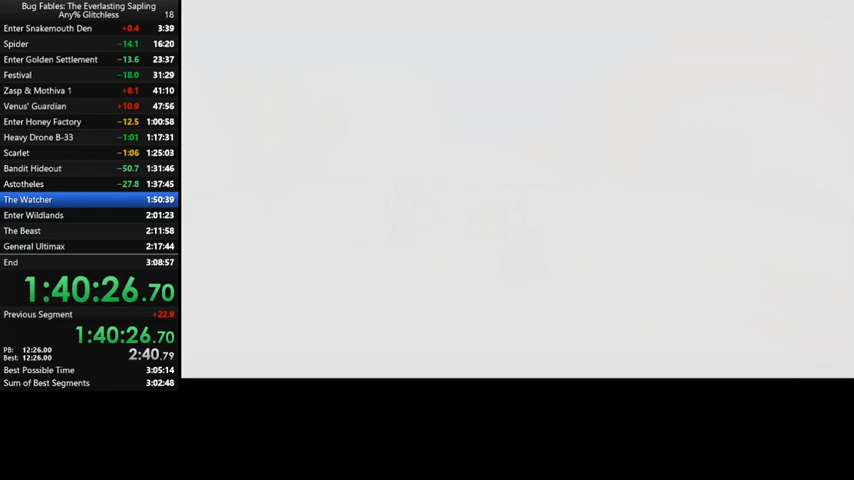 Bug Fables: The Everlasting Sapling
Any% Glitchless 18
Enter Snakemouth Den +0.4 3:39
Spider −14.1 16:20
Enter Golden Settlement −13.6 23:37
Festival −18.0 31:29
Zasp & Mothiva 1 +8.1 41:10
Venus' Guardian +10.9 47:56
Enter Honey Factory −12.5 1:00:58
Heavy Drone B-33 −1:01 1:17:31
Scarlet −1:06 1:25:03
Bandit Hideout −50.7 1:31:46
Astotheles −27.8 1:37:45
The Watcher 1:50:39
Enter Wildlands 2:01:23
The Beast 2:11:58
General Ultimax 2:17:44
End 3:08:57
1:40:26.70
Previous Segment +22.9
1:40:26.70
PB: 12:26.00
Best: 12:26.00
2:40.79
Best Possible Time 3:05:14
Sum of Best Segments 3:02:48